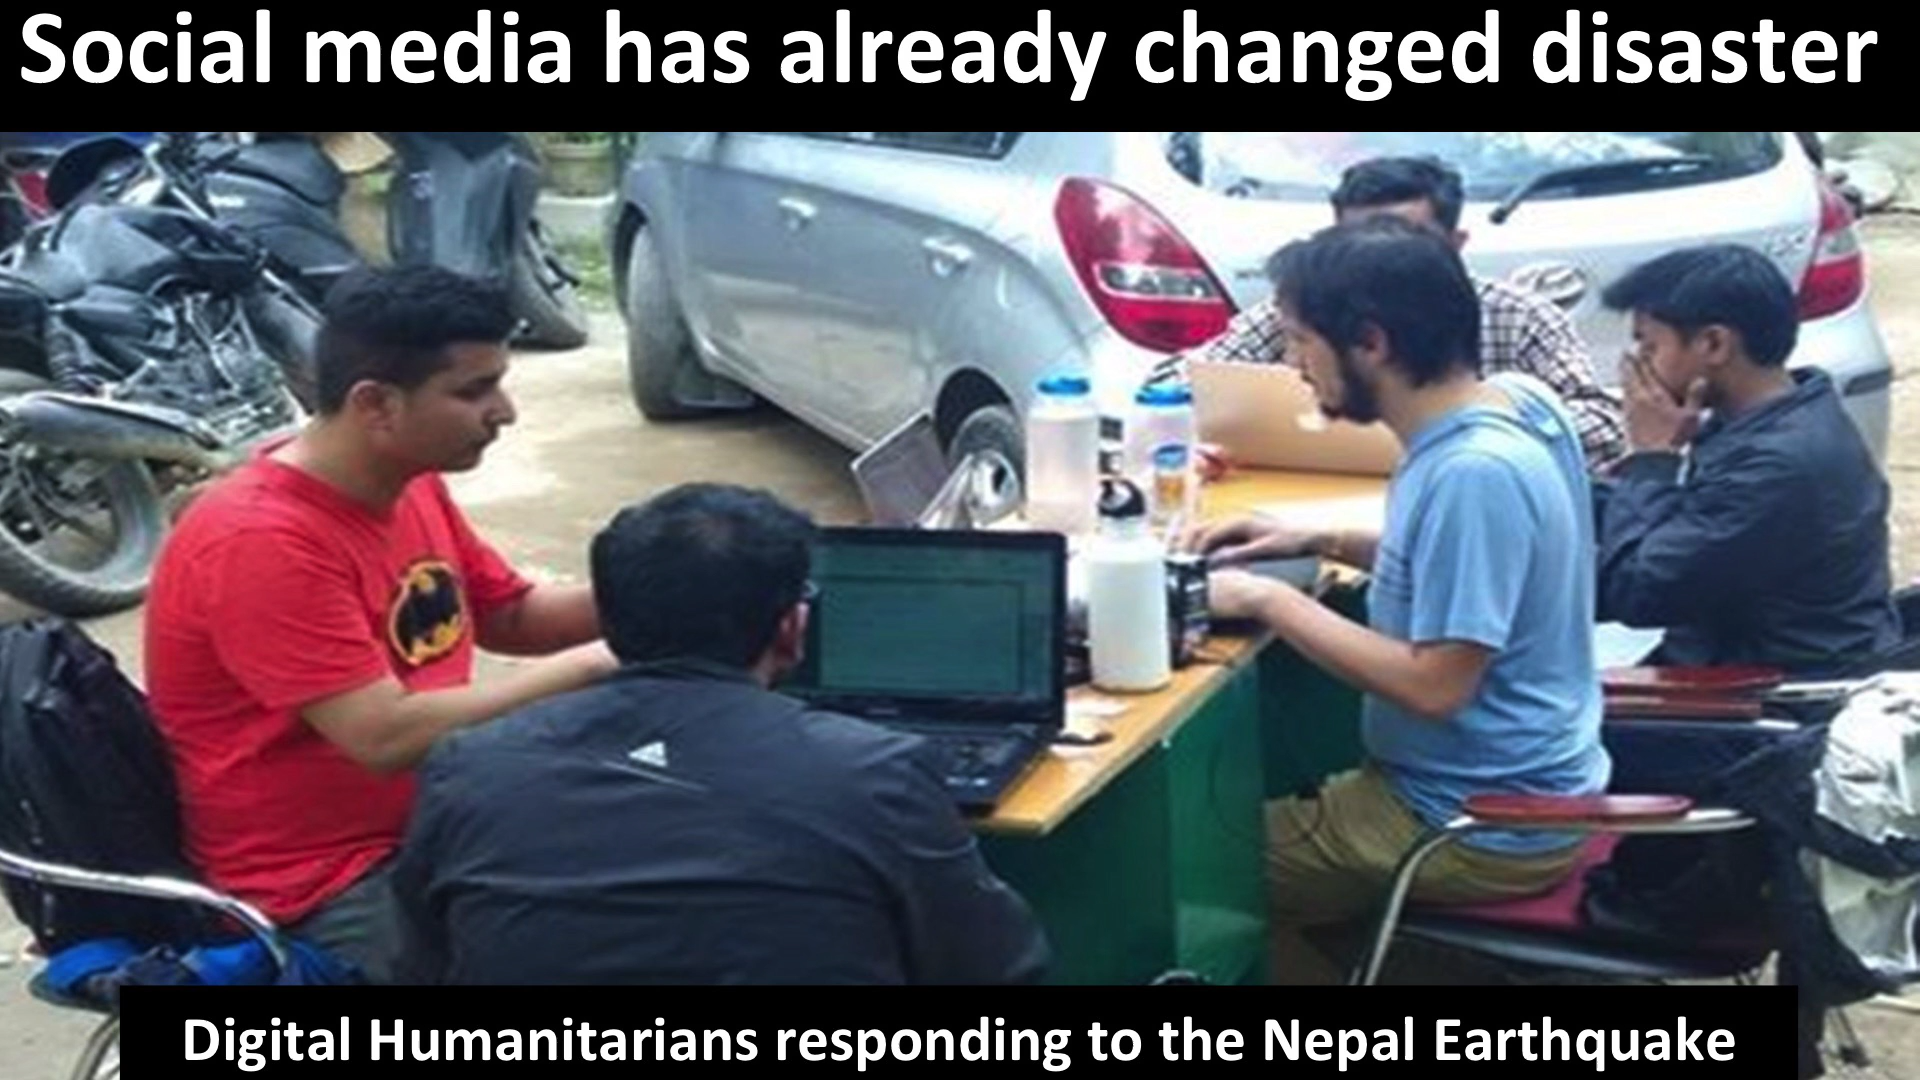 Social media has already changed disaster
Digital Humanitarians responding to the Nepal Earthquake